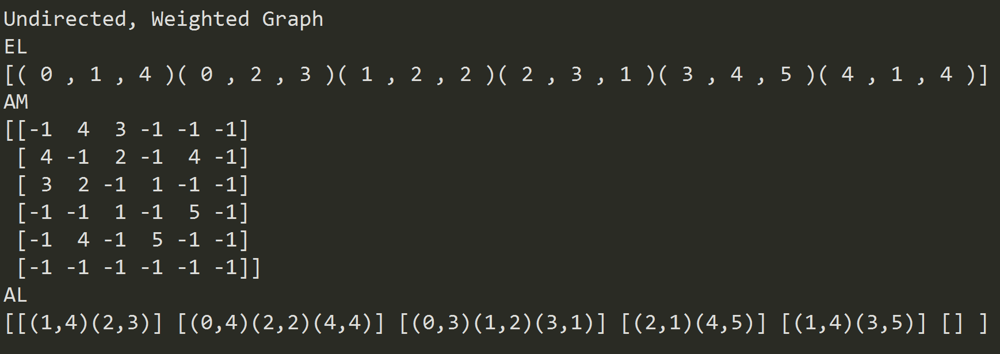 Undirected, Weighted Graph
EL
[( 0 , 1 , 4 )( 0 , 2 , 3 )( 1 , 2 , 2 )( 2 , 3 , 1 )( 3 , 4 , 5 )( 4 , 1 , 4 )]
AM
[[-1  4  3 -1 -1 -1]
 [ 4 -1  2 -1  4 -1]
 [ 3  2 -1  1 -1 -1]
 [-1 -1  1 -1  5 -1]
 [-1  4 -1  5 -1 -1]
 [-1 -1 -1 -1 -1 -1]]
AL
[[(1,4)(2,3)] [(0,4)(2,2)(4,4)] [(0,3)(1,2)(3,1)] [(2,1)(4,5)] [(1,4)(3,5)] [] ]